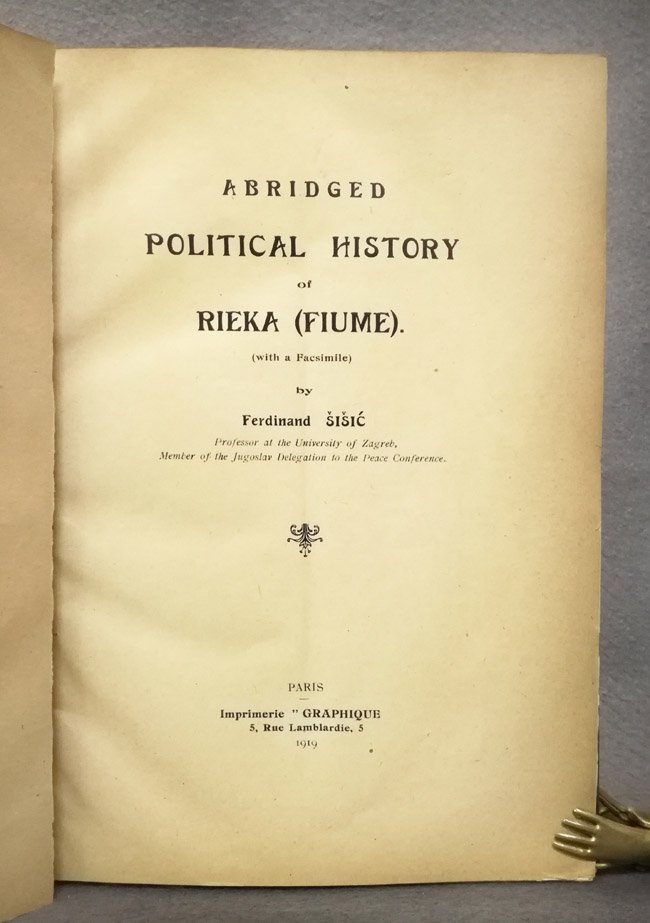 ABRIDGED
POLITICAL HISTORY
of
RIEKA (FIUME).
(with a Facsimile)
by
Ferdinand ŠIŠIĆ
Professor at the University of Zagreb,
Member of the Jugoslav Delegation to the Peace Conference.
PARIS
Imprimerie " GRAPHIQUE
5, Rue Lamblardie, 5
1919